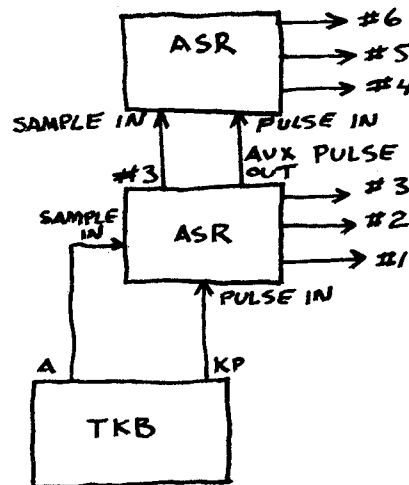 #6
ASR
#5
#4
SAMPLE IN
PULSE IN
#3
AUX PULSE
OUT
#3
SAMPLE
IN
ASR
#2
#1
PULSE IN
A
KP
TKB